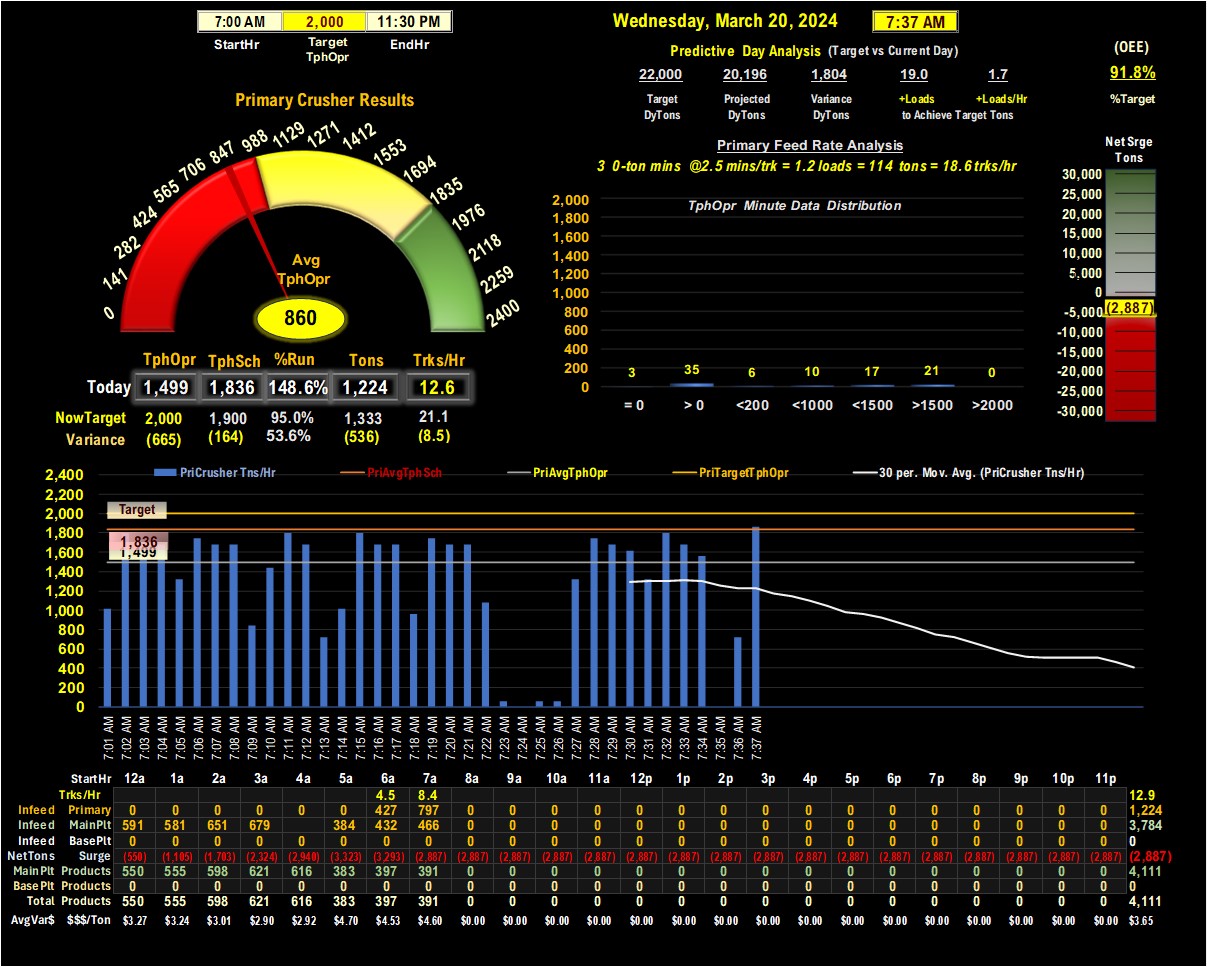 7:00 AM 2,000 11:30 PM
StartHr Target TphOpr EndHr
Wednesday, March 20, 2024 7:37 AM
Predictive Day Analysis (Target vs Current Day)
(OEE)
22,000 20,196 1,804 19.0 1.7
91.8%
Target DyTons Projected DyTons Variance DyTons +Loads +Loads/Hr
to Achieve Target Tons
%Target
Primary Crusher Results
0 141 282 424 565 706 847 988 1129 1271 1412 1553 1694 1835 1976 2118 2259 2400
Avg
TphOpr
860
TphOpr TphSch %Run Tons Trks/Hr
Today 1,499 1,836 148.6% 1,224 12.6
NowTarget 2,000 1,900 95.0% 1,333 21.1
Variance (665) (164) 53.6% (536) (8.5)
Primary Feed Rate Analysis
3 0-ton mins @2.5 mins/trk = 1.2 loads = 114 tons = 18.6 trks/hr
TphOpr Minute Data Distribution
2,000
1,800
1,600
1,400
1,200
1,000
800
600
400
200
0
3 35 6 10 17 21 0
= 0 > 0 <200 <1000 <1500 >1500 >2000
Net Srge
Tons
30,000
25,000
20,000
15,000
10,000
5,000
0
-5,000 (2,887)
-10,000
-15,000
-20,000
-25,000
-30,000
PriCrusher Tns/Hr PriAvgTphSch PriAvgTphOpr PriTargetTphOpr 30 per. Mov. Avg. (PriCrusher Tns/Hr)
2,400
2,200
2,000
1,800
1,600
1,400
1,200
1,000
800
600
400
200
0
Target
1,836
1,499
7:01 AM 7:02 AM 7:03 AM 7:04 AM 7:05 AM 7:06 AM 7:07 AM 7:08 AM 7:09 AM 7:10 AM 7:11 AM 7:12 AM 7:13 AM 7:14 AM 7:15 AM 7:16 AM 7:17 AM 7:18 AM 7:19 AM 7:20 AM 7:21 AM 7:22 AM 7:23 AM 7:24 AM 7:25 AM 7:26 AM 7:27 AM 7:28 AM 7:29 AM 7:30 AM 7:31 AM 7:32 AM 7:33 AM 7:34 AM 7:35 AM 7:36 AM 7:37 AM
StartHr 12a 1a 2a 3a 4a 5a 6a 7a 8a 9a 10a 11a 12p 1p 2p 3p 4p 5p 6p 7p 8p 9p 10p 11p
Trks/Hr 4.5 8.4 12.9
Infeed Primary 0 0 0 0 0 0 427 797 0 0 0 0 0 0 0 0 0 0 0 0 0 0 0 0 1,224
Infeed MainPlt 591 581 651 679 384 432 466 3,784
Infeed BasePlt 0 0 0 0 0 0 0 0 0 0 0 0 0 0 0 0 0 0 0 0 0 0 0 0 0
NetTons Surge (550) (1,105) (1,703) (2,324) (2,940) (3,323) (3,293) (2,887) (2,887) (2,887) (2,887) (2,887) (2,887) (2,887) (2,887) (2,887) (2,887) (2,887) (2,887) (2,887) (2,887) (2,887) (2,887) (2,887) (2,887)
MainPlt Products 550 555 598 621 616 383 397 391 0 0 0 0 0 0 0 0 0 0 0 0 0 0 0 0 4,111
BasePlt Products 0 0 0 0 0 0 0 0 0 0 0 0 0 0 0 0 0 0 0 0 0 0 0 0 0
Total Products 550 555 598 621 616 383 397 391 0 0 0 0 0 0 0 0 0 0 0 0 0 0 0 0 4,111
AvgVar$ $$$/Ton $3.27 $3.24 $3.01 $2.90 $2.92 $4.70 $4.53 $4.60 $0.00 $0.00 $0.00 $0.00 $0.00 $0.00 $0.00 $0.00 $0.00 $0.00 $0.00 $0.00 $0.00 $0.00 $0.00 $0.00 $3.65